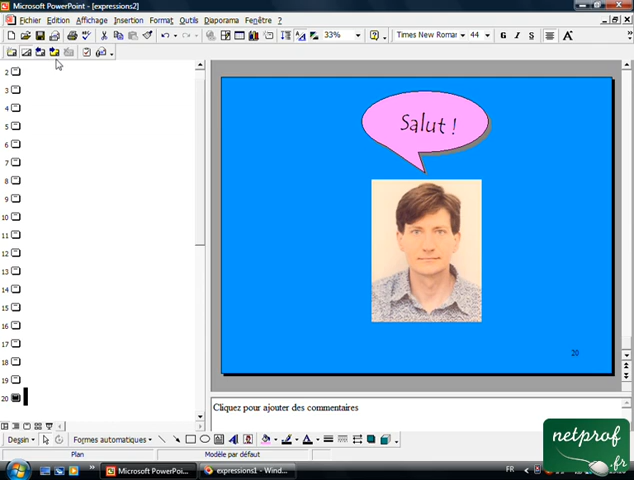 Microsoft PowerPoint - [expressions2]
Fichier Edition Affichage Insertion Format Outils Diaporama Fenêtre ?
33% Times New Roman 44 G I S
2
3
4
5
6
7
8
9
10
11
12
13
14
15
16
17
18
19
20
Salut !
20
Cliquez pour ajouter des commentaires
Dessin Formes automatiques
Plan Modèle par défaut
Microsoft PowerPoi... expressions1 - Wind... FR
netprof
.fr